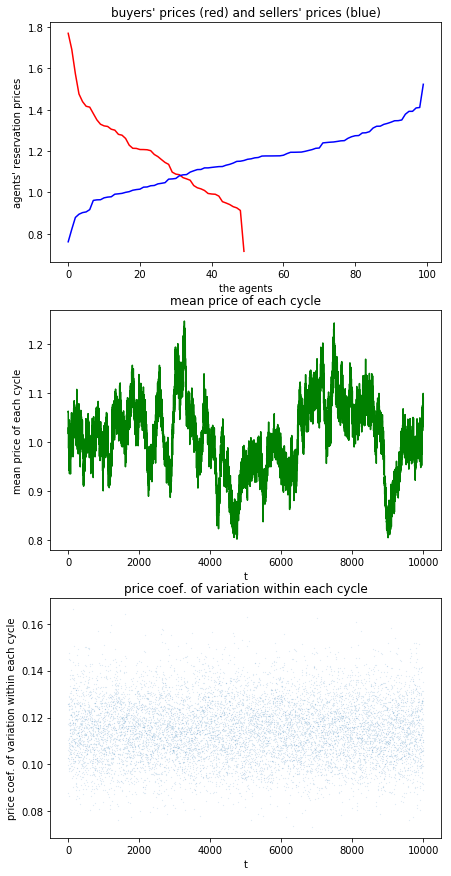 buyers' prices (red) and sellers' prices (blue)
1.8
1.6
1.4
1.2
1.0
0.8
agents' reservation prices
0 20 40 60 80 100
the agents
mean price of each cycle
1.2
1.1
1.0
0.9
0.8
mean price of each cycle
0 2000 4000 6000 8000 10000
t
price coef. of variation within each cycle
0.16
0.14
0.12
0.10
0.08
price coef. of variation within each cycle
0 2000 4000 6000 8000 10000
t